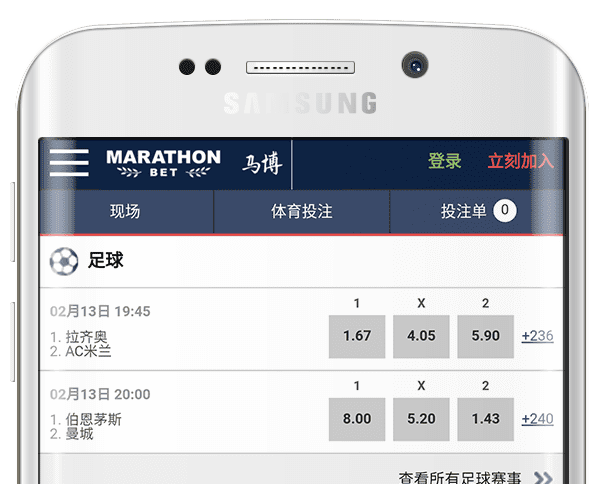 SAMSUNG
MARATHON
BET
马博
登录
立刻加入
现场
体育投注
投注单 0
足球
02月13日 19:45
1 X 2
1. 拉齐奥
2. AC米兰
1.67 4.05 5.90 +236
02月13日 20:00
1 X 2
1. 伯恩茅斯
2. 曼城
8.00 5.20 1.43 +240
查看所有足球赛事